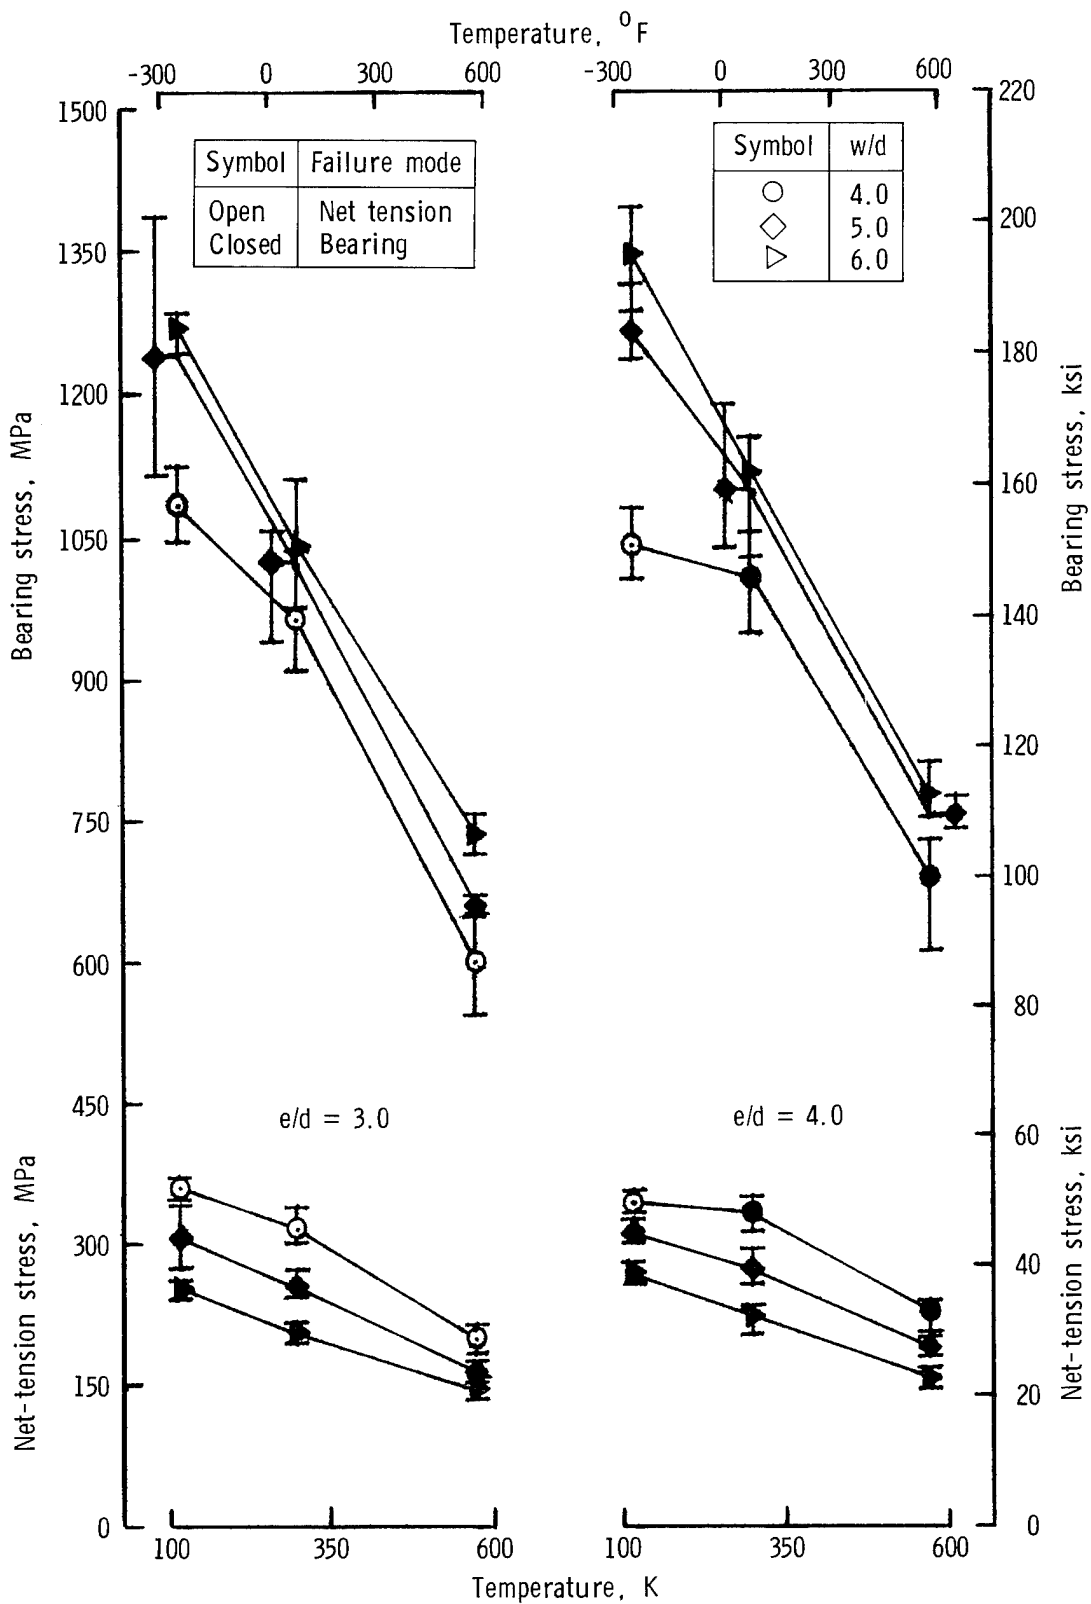 Temperature, °F
-300 0 300 600
-300 0 300 600
1500
1350
1200
1050
900
750
600
450
300
150
0
Bearing stress, MPa
Net-tension stress, MPa
Symbol Failure mode
Open Net tension
Closed Bearing
Symbol w/d
4.0
5.0
6.0
220
200
180
160
140
120
100
80
60
40
20
0
Bearing stress, ksi
Net-tension stress, ksi
e/d = 3.0
e/d = 4.0
100 350 600
100 350 600
Temperature, K